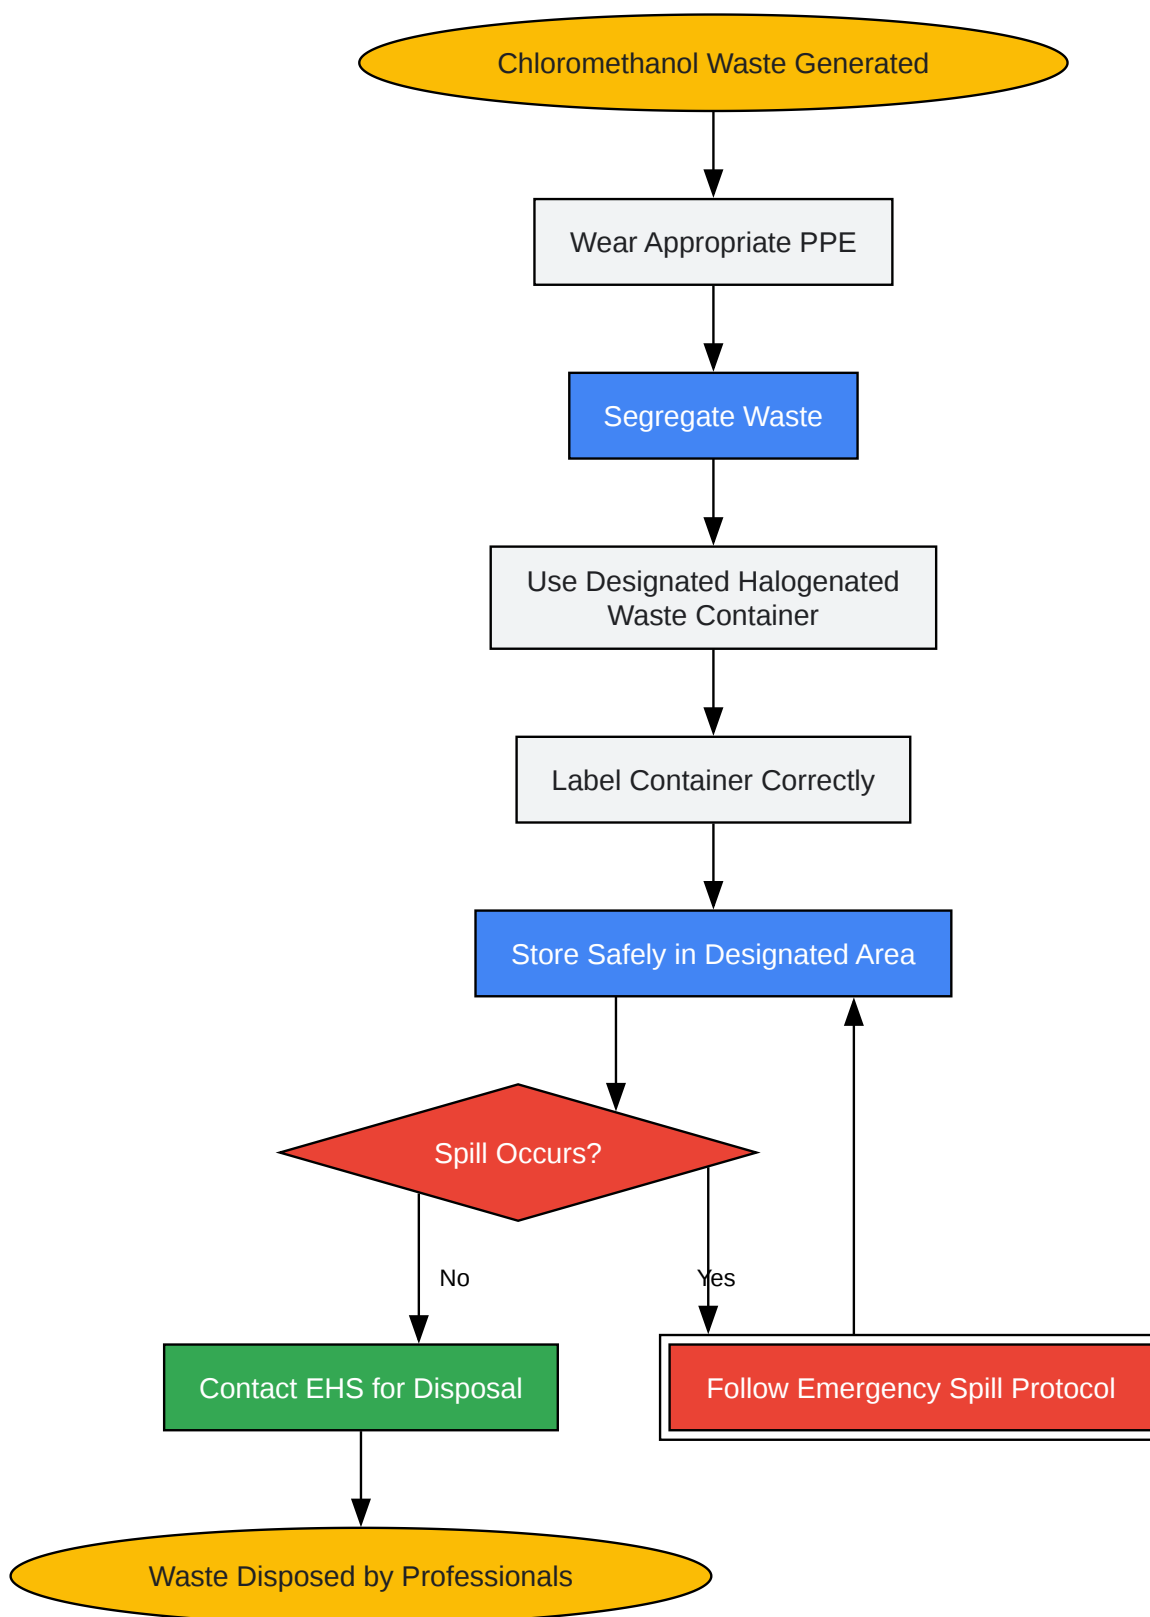 Chloromethanol Waste Generated
Wear Appropriate PPE
Segregate Waste
Use Designated Halogenated
Waste Container
Label Container Correctly
Store Safely in Designated Area
Spill Occurs?
No
Yes
Contact EHS for Disposal
Follow Emergency Spill Protocol
Waste Disposed by Professionals